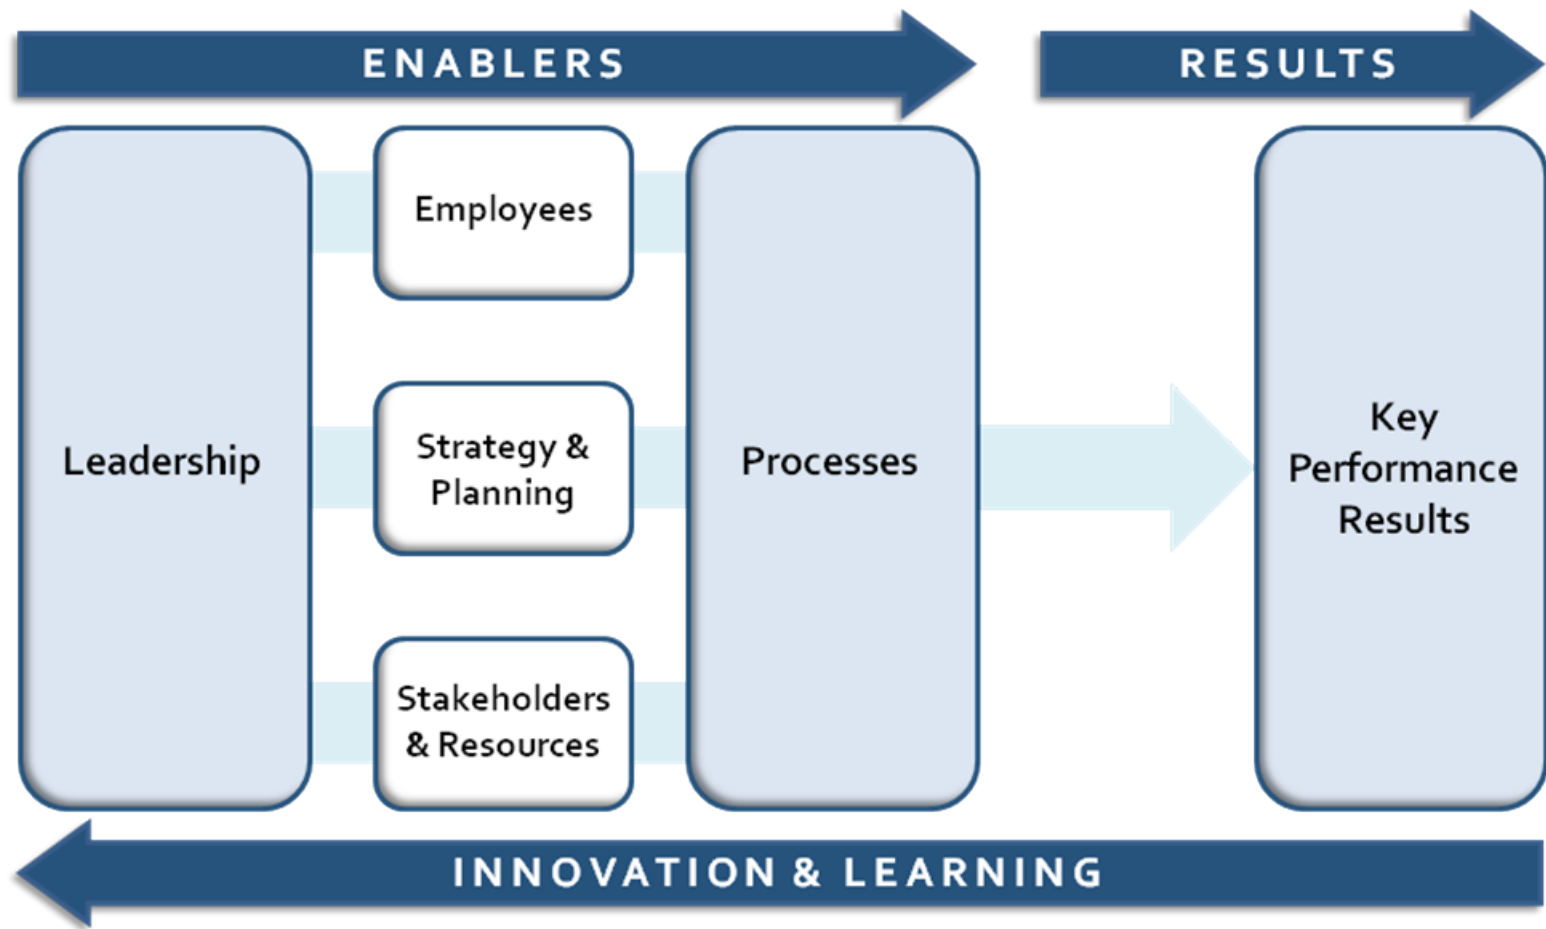 ENABLERS
RESULTS
Leadership
Employees
Strategy &
Planning
Stakeholders
& Resources
Processes
Key
Performance
Results
INNOVATION & LEARNING